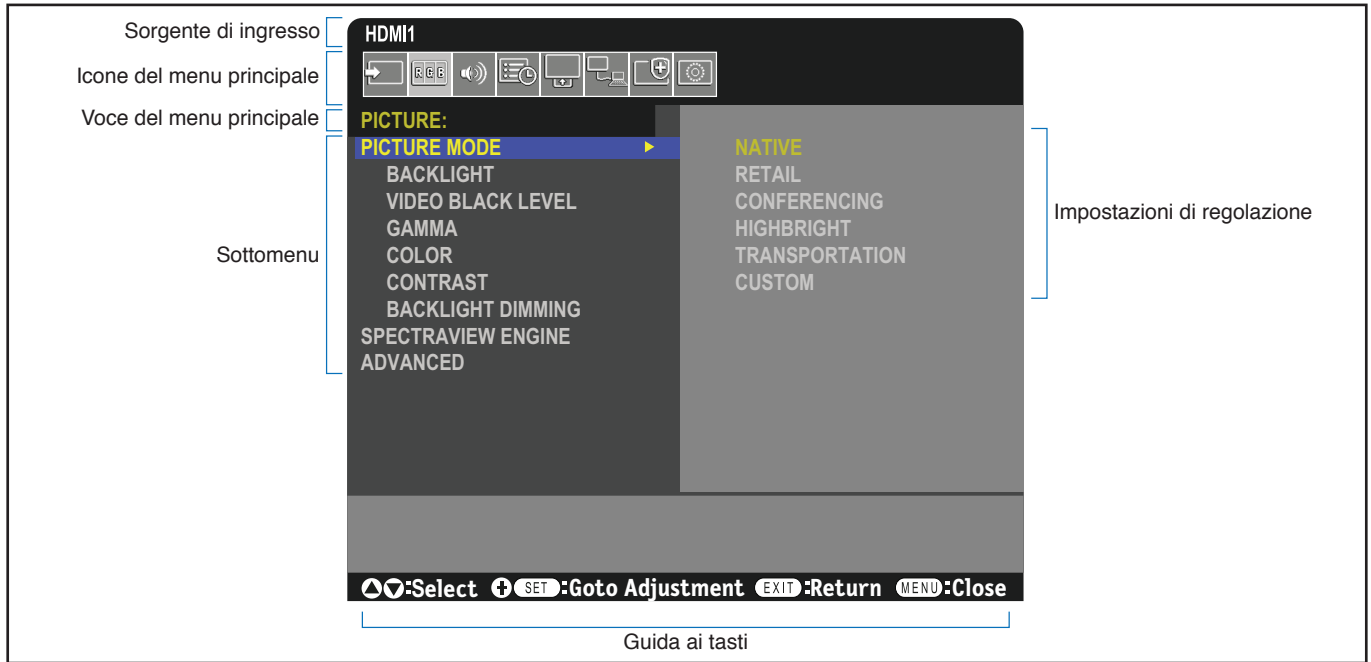 Sorgente di ingresso
HDMI1
Icone del menu principale
RGB
Voce del menu principale
PICTURE:
Sottomenu
PICTURE MODE
BACKLIGHT
VIDEO BLACK LEVEL
GAMMA
COLOR
CONTRAST
BACKLIGHT DIMMING
SPECTRAVIEW ENGINE
ADVANCED
NATIVE
RETAIL
CONFERENCING
HIGHBRIGHT
TRANSPORTATION
CUSTOM
Impostazioni di regolazione
:Select SET:Goto Adjustment EXIT:Return MENU:Close
Guida ai tasti